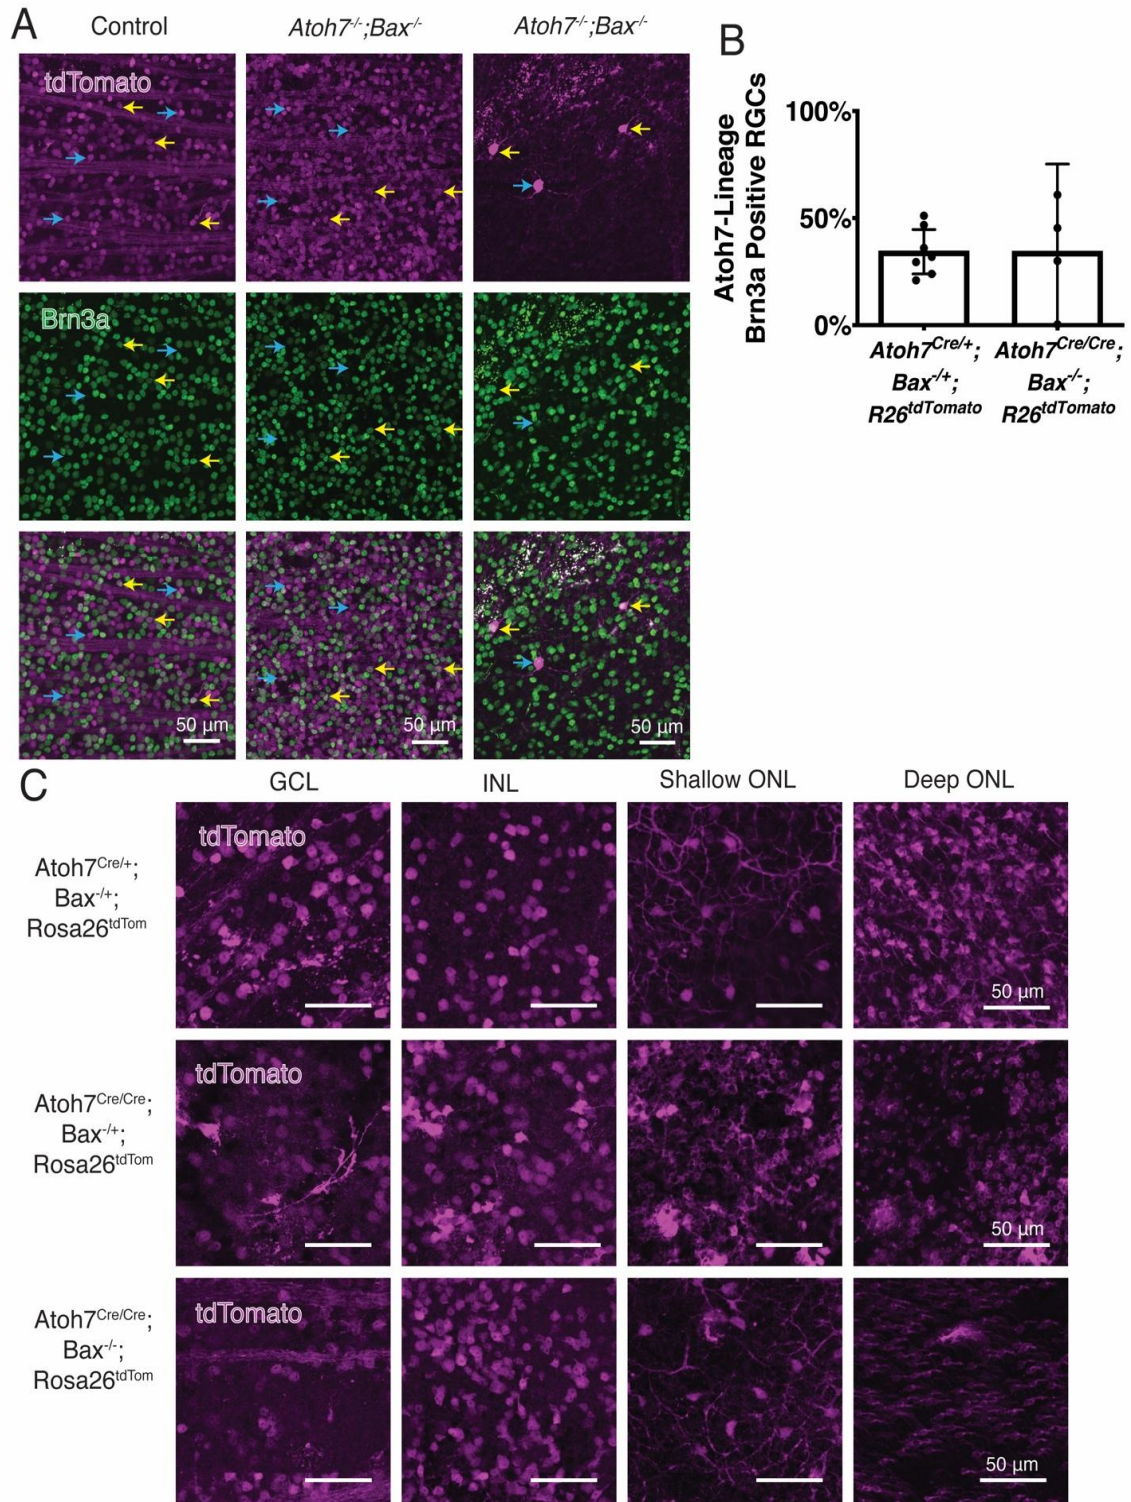 A
Control
Atoh7-/-;Bax-/-
Atoh7-/-;Bax-/-
tdTomato
Brn3a
50 µm
50 µm
50 µm
B
Atoh7-Lineage
Brn3a Positive RGCs
100%
50%
0%
Atoh7Cre/+;
Bax-/+;
R26tdTomato
Atoh7Cre/Cre;
Bax-/-;
R26tdTomato
C
GCL
INL
Shallow ONL
Deep ONL
Atoh7Cre/+;
Bax-/+;
Rosa26tdTom
tdTomato
50 µm
Atoh7Cre/Cre;
Bax-/+;
Rosa26tdTom
tdTomato
50 µm
Atoh7Cre/Cre;
Bax-/-;
Rosa26tdTom
tdTomato
50 µm